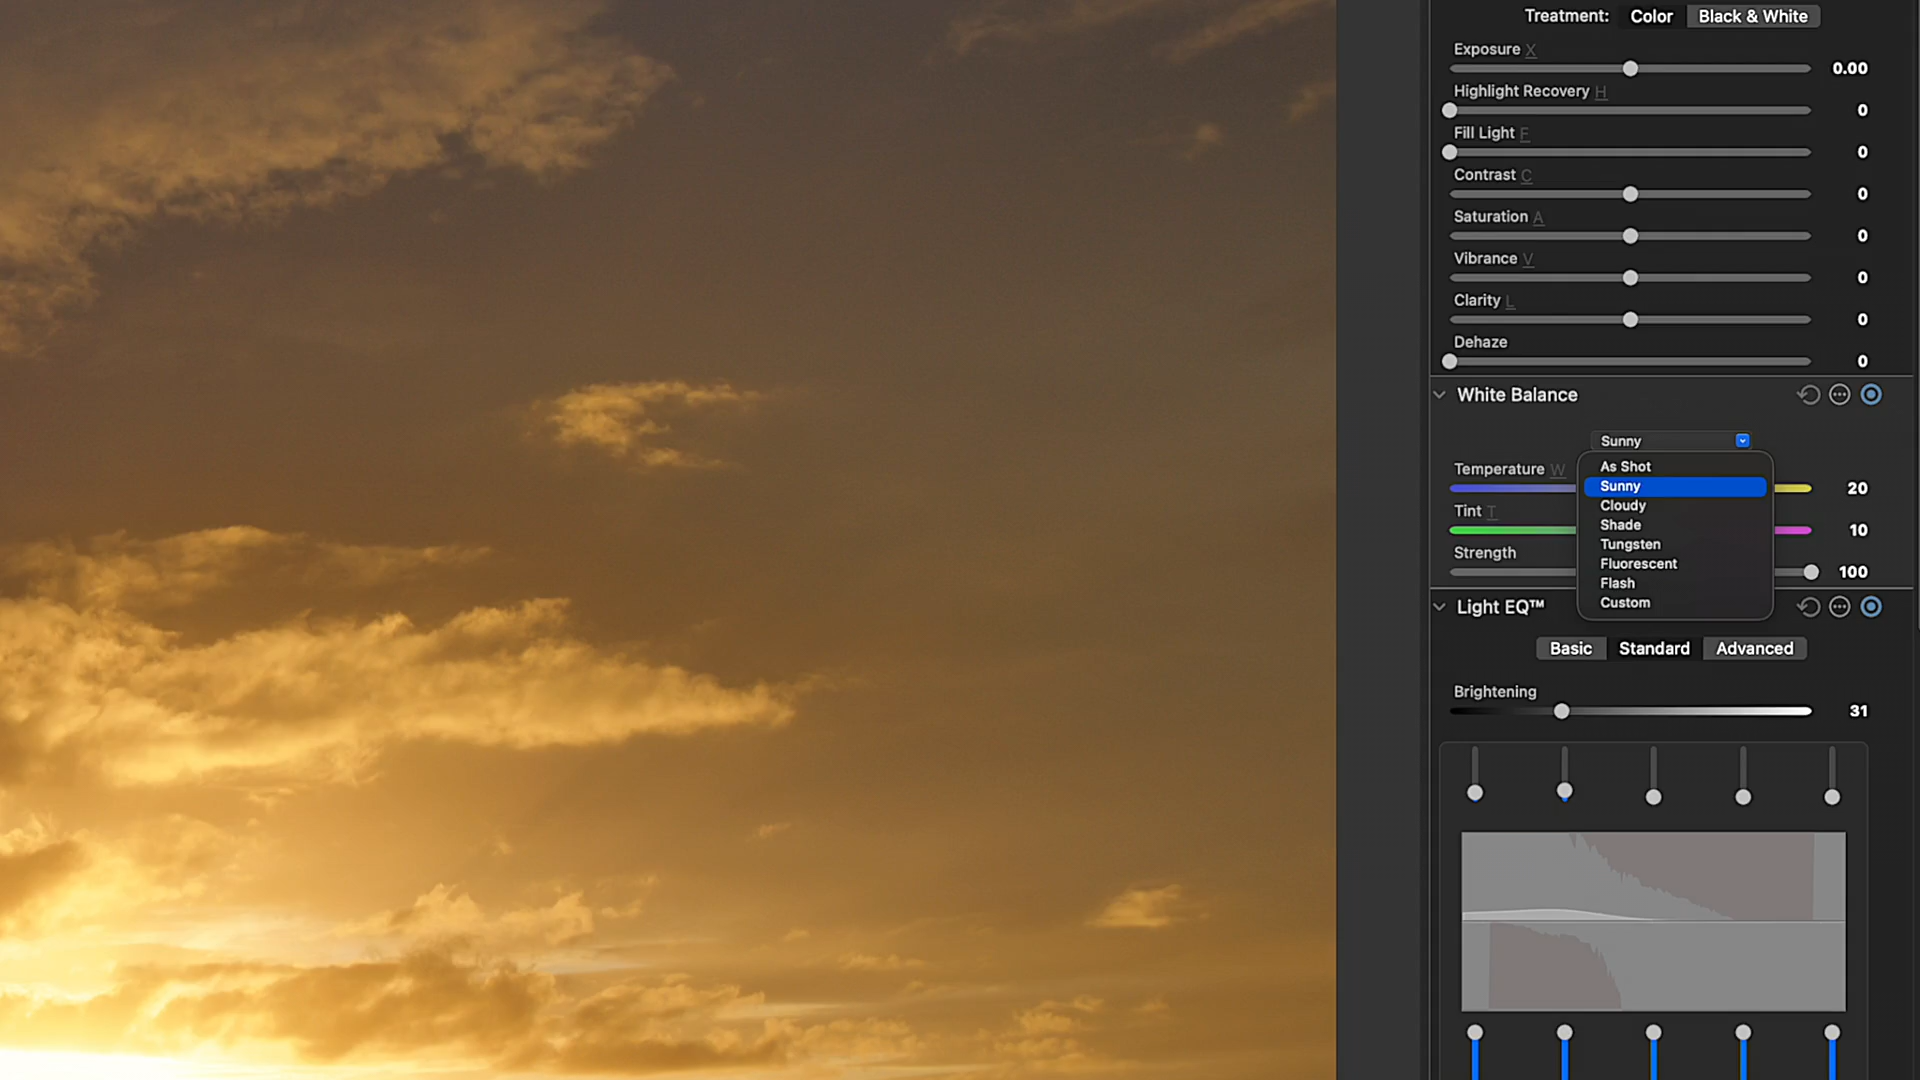 Treatment: Color Black & White
Exposure X
0.00
Highlight Recovery H
0
Fill Light F
0
Contrast C
0
Saturation A
0
Vibrance V
0
Clarity L
0
Dehaze
0
White Balance
Sunny
As Shot
Temperature W
Sunny
20
Cloudy
Tint T
Shade
10
Tungsten
Strength
Fluorescent
100
Flash
Custom
Light EQ™
Basic Standard Advanced
Brightening
31